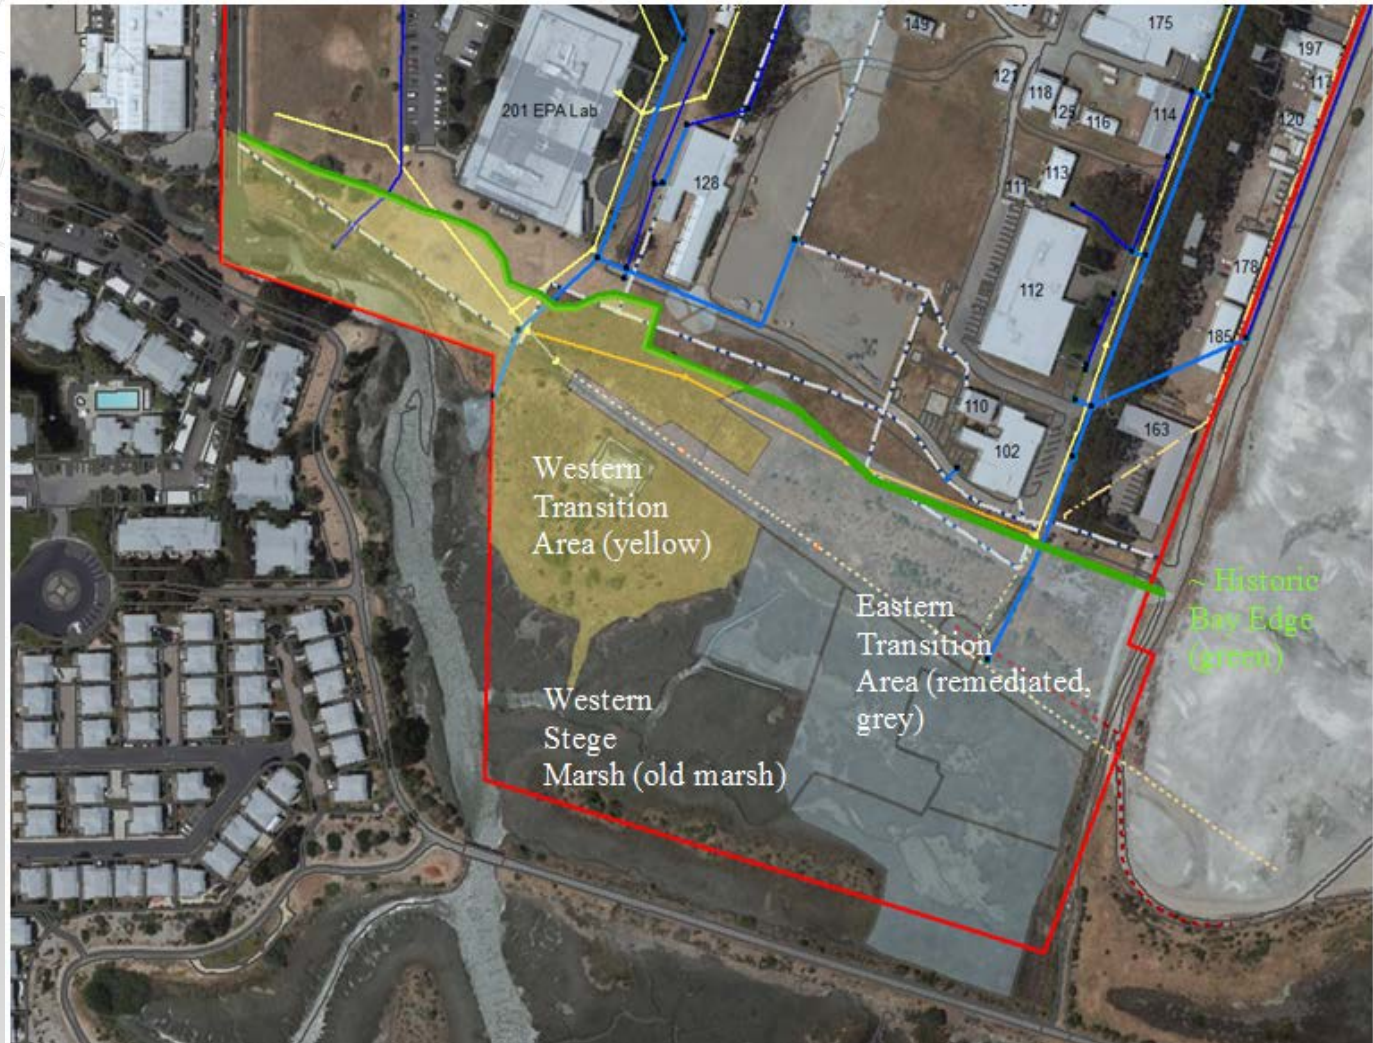 149
175
197
117
121
118
125
116
114
120
201 EPA Lab
128
113
111
112
178
185
110
102
163
Western
Transition
Area (yellow)
Eastern
Transition
Area (remediated,
grey)
~ Historic
Bay Edge
(green)
Western
Stege
Marsh (old marsh)